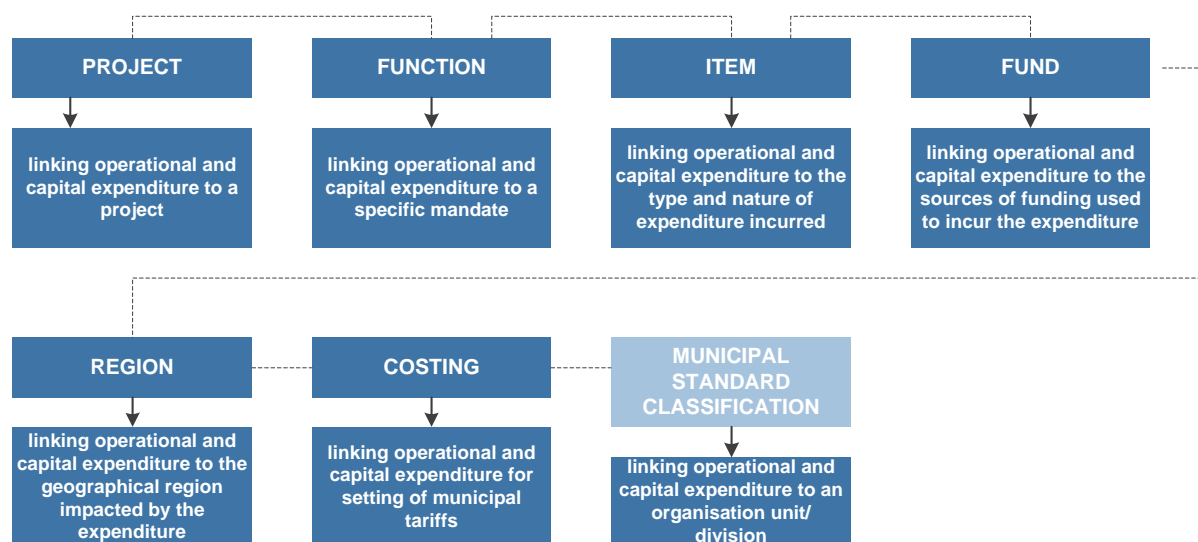 PROJECT
FUNCTION
ITEM
FUND
linking operational and
capital expenditure to a
project
linking operational and
capital expenditure to a
specific mandate
linking operational and
capital expenditure to the
type and nature of
expenditure incurred
linking operational and
capital expenditure to the
sources of funding used
to incur the expenditure
REGION
COSTING
MUNICIPAL
STANDARD
CLASSIFICATION
linking operational and
capital expenditure to the
geographical region
impacted by the
expenditure
linking operational and
capital expenditure for
setting of municipal
tariffs
linking operational and
capital expenditure to an
organisation unit/
division